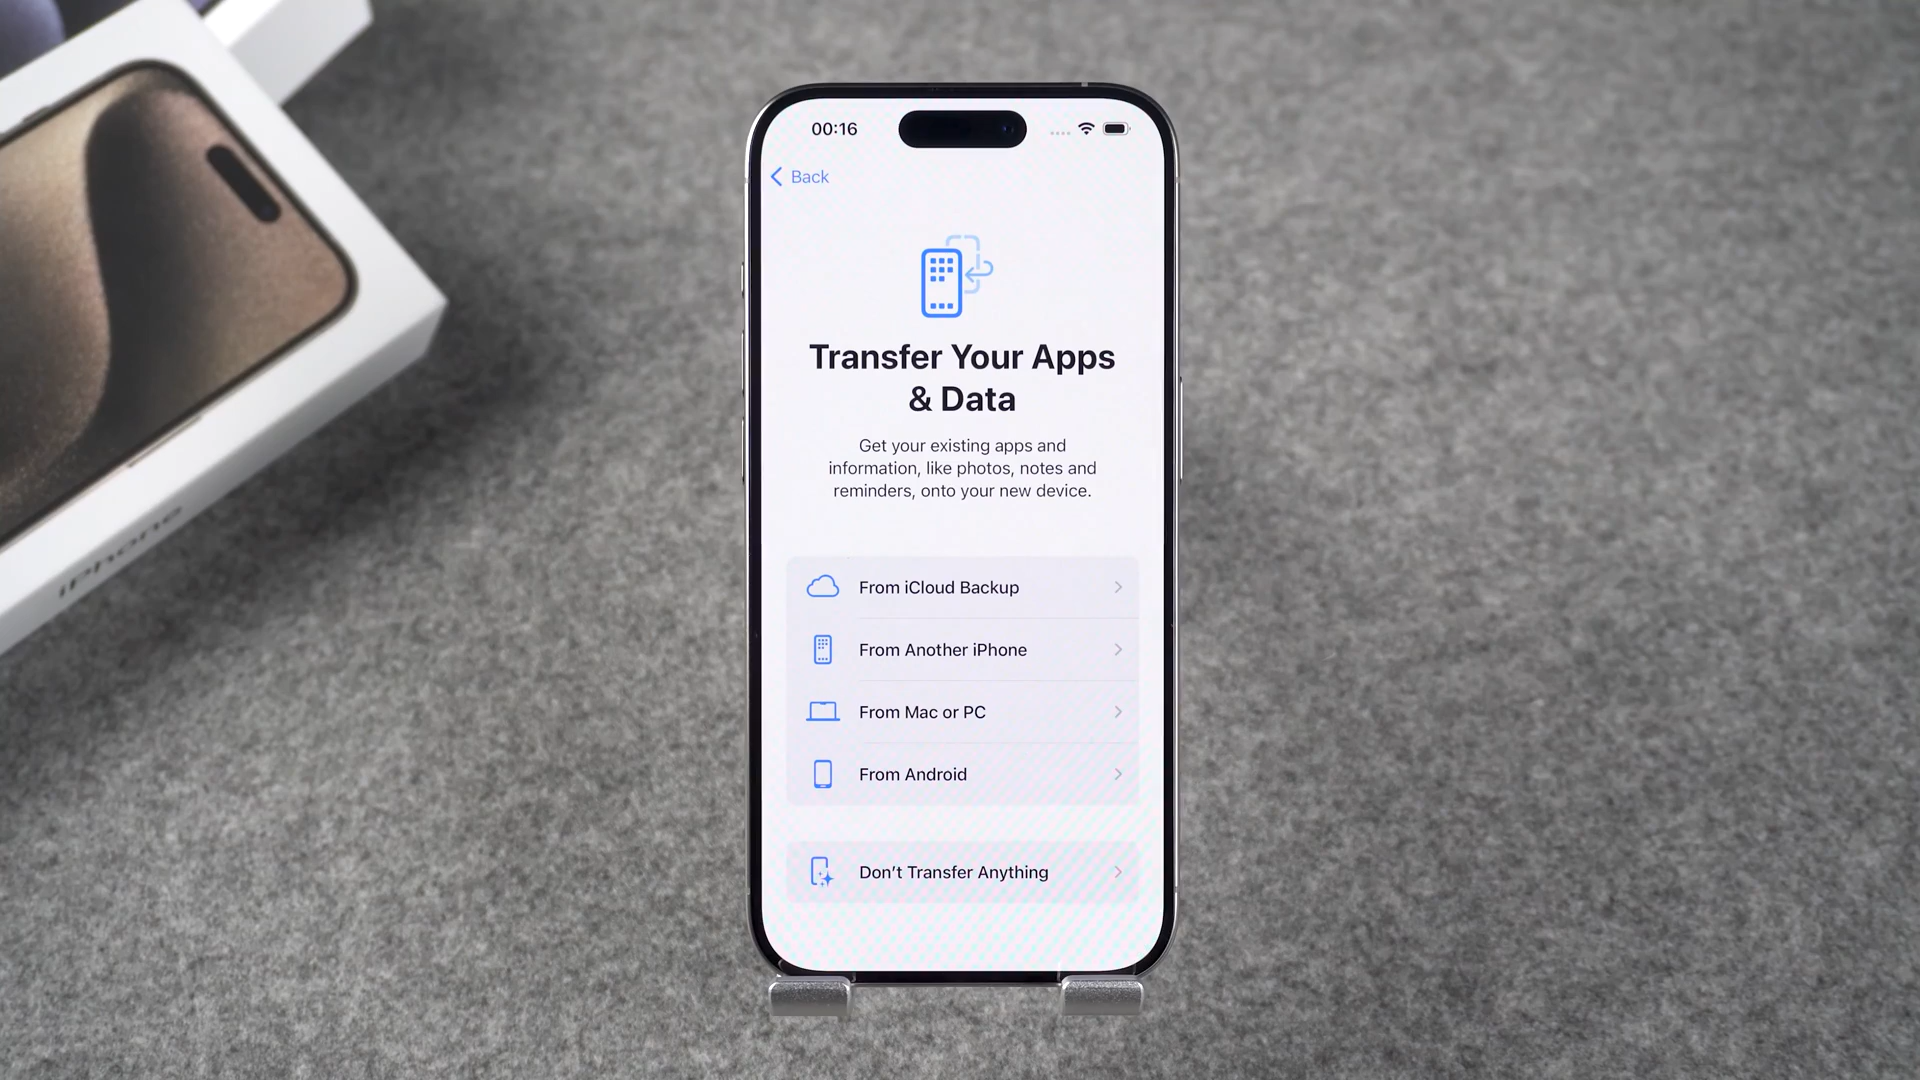 00:16
Back
Transfer Your Apps
& Data
Get your existing apps and
information, like photos, notes and
reminders, onto your new device.
From iCloud Backup
From Another iPhone
From Mac or PC
From Android
Don’t Transfer Anything
iPhone